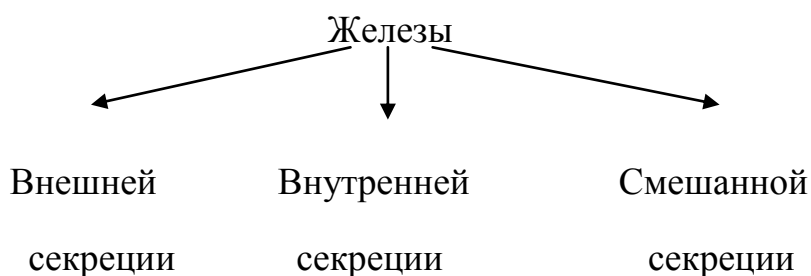 Железы
Внешней Внутренней Смешанной
секреции секреции секреции